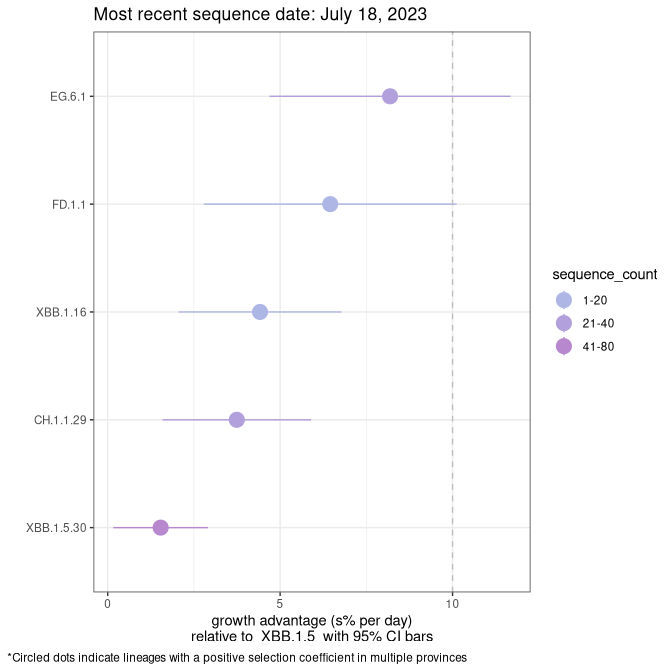 Most recent sequence date: July 18, 2023
EG.6.1
FD.1.1
XBB.1.16
CH.1.1.29
XBB.1.5.30
0 5 10
growth advantage (s% per day)
relative to XBB.1.5 with 95% CI bars
sequence_count
1-20
21-40
41-80
*Circled dots indicate lineages with a positive selection coefficient in multiple provinces